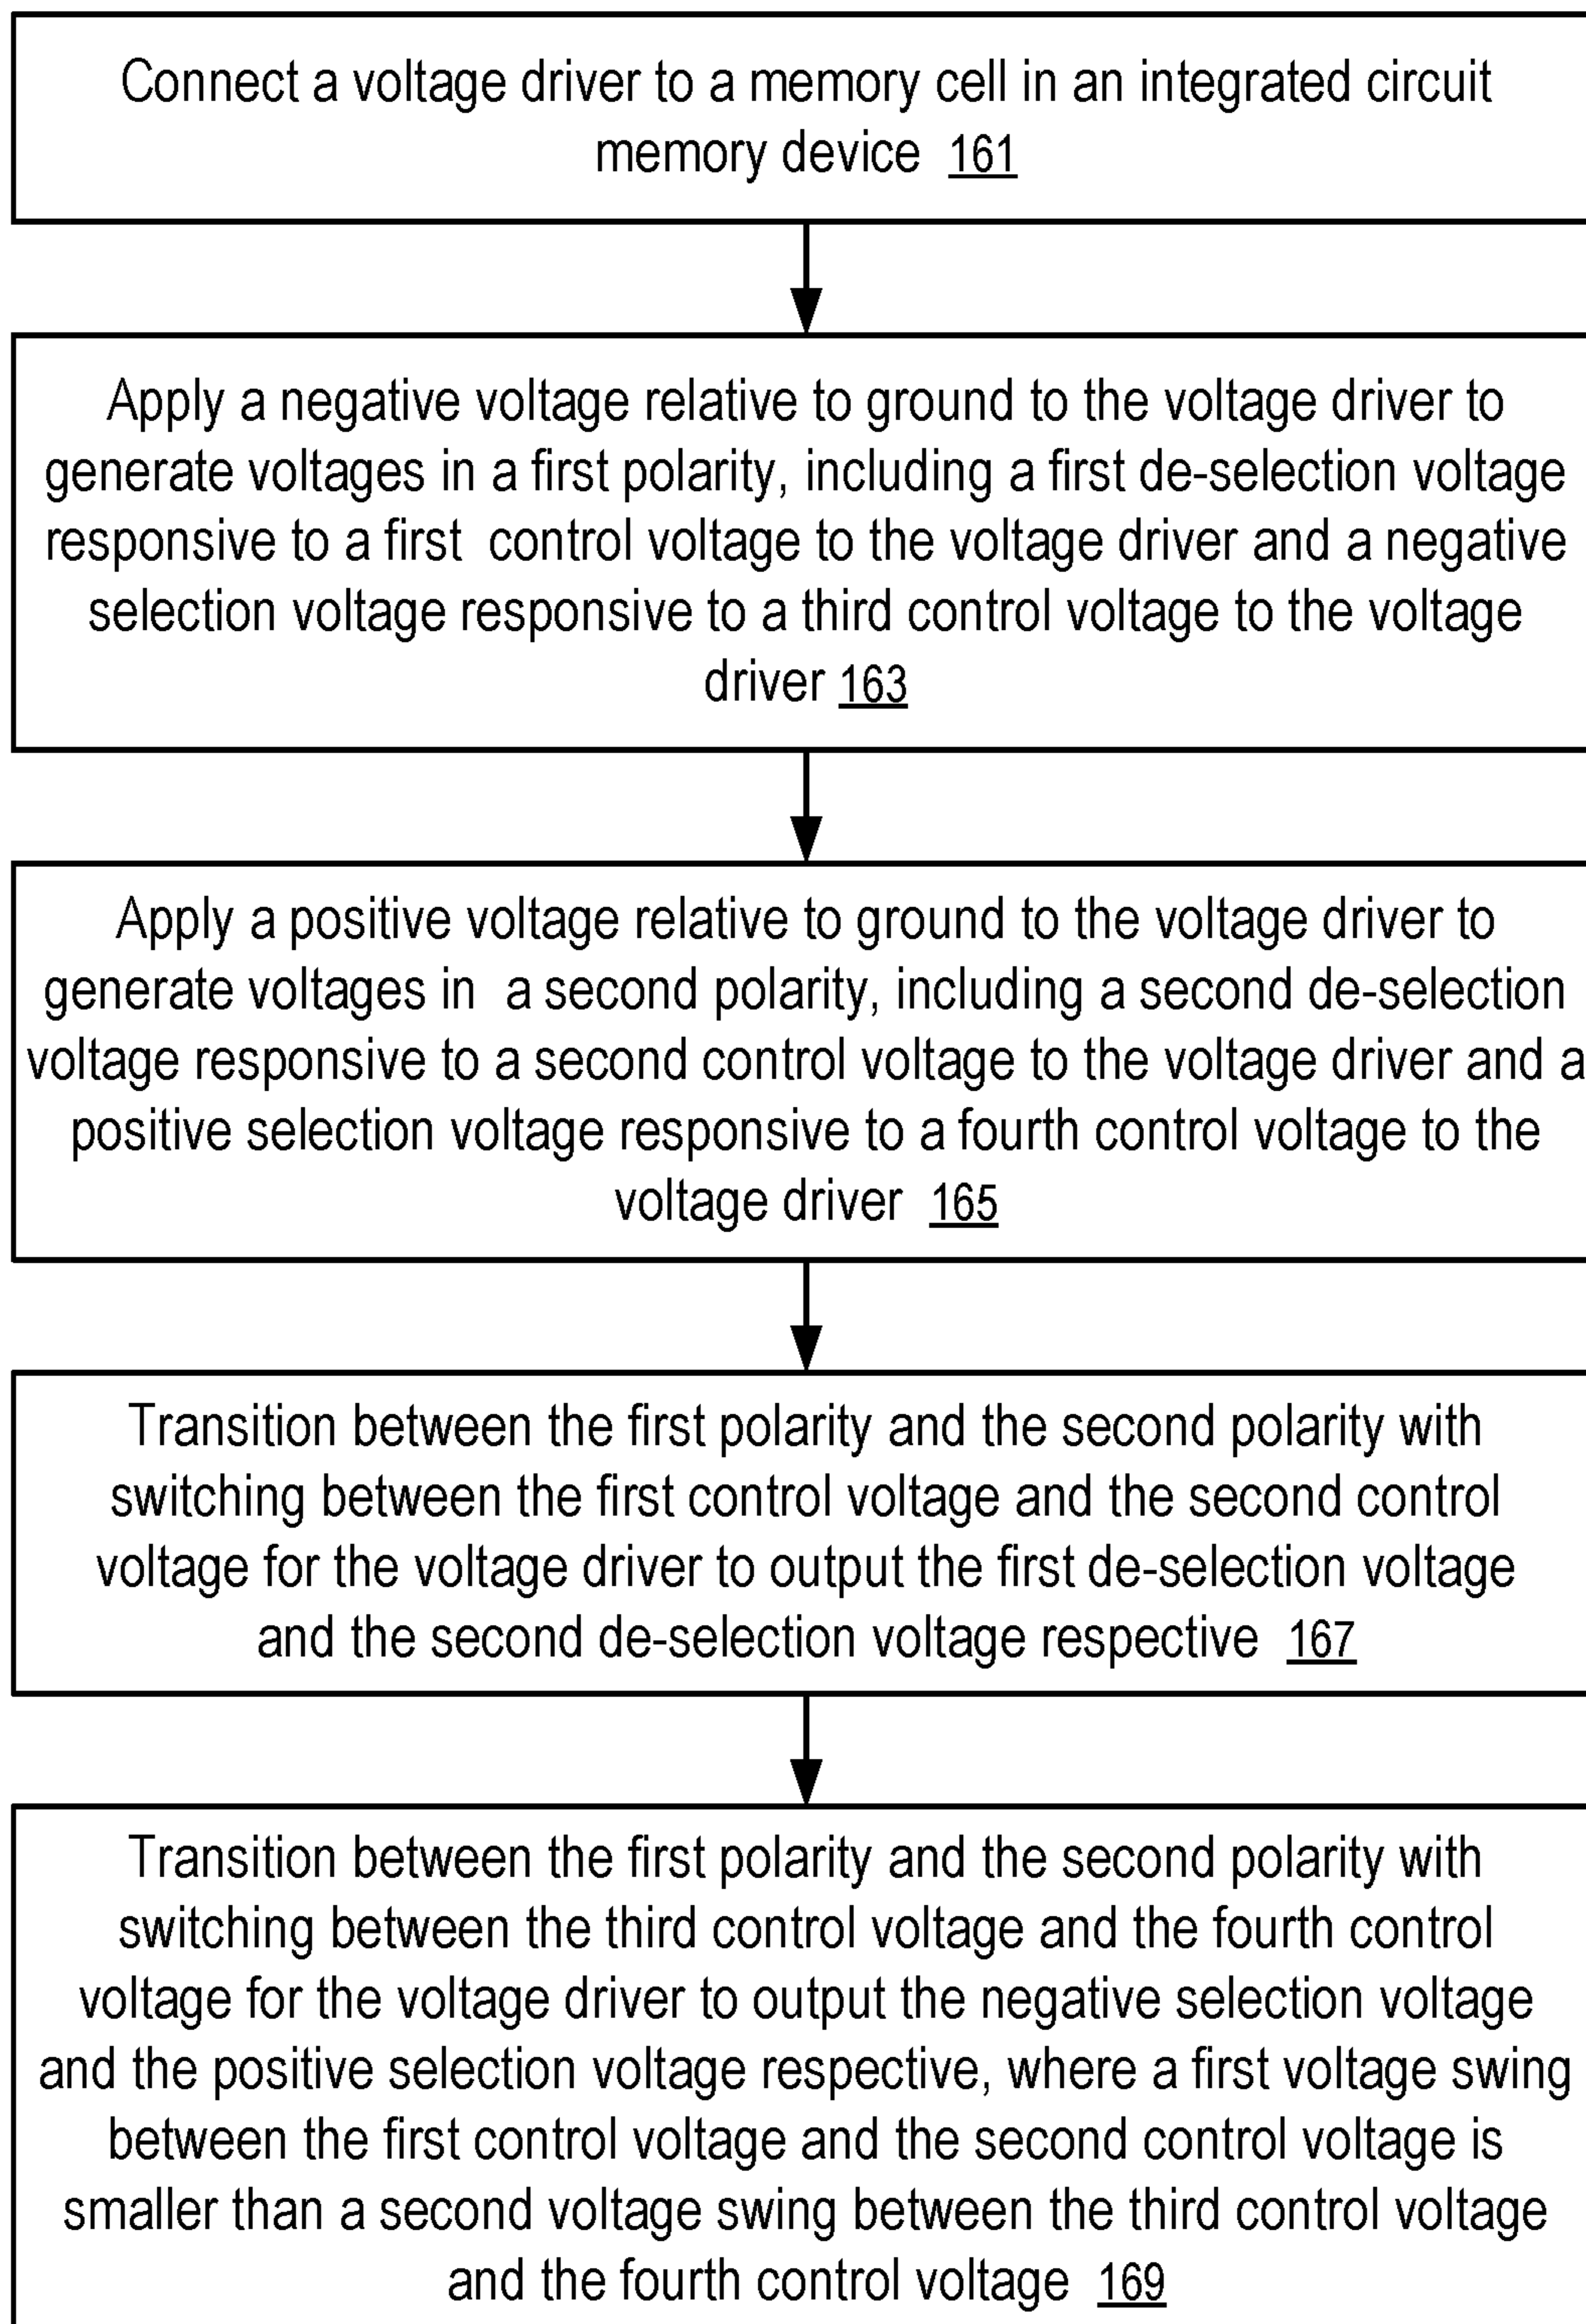 Connect a voltage driver to a memory cell in an integrated circuit
memory device 161
Apply a negative voltage relative to ground to the voltage driver to
generate voltages in a first polarity, including a first de-selection voltage
responsive to a first control voltage to the voltage driver and a negative
selection voltage responsive to a third control voltage to the voltage
driver 163
Apply a positive voltage relative to ground to the voltage driver to
generate voltages in a second polarity, including a second de-selection
voltage responsive to a second control voltage to the voltage driver and a
positive selection voltage responsive to a fourth control voltage to the
voltage driver 165
Transition between the first polarity and the second polarity with
switching between the first control voltage and the second control
voltage for the voltage driver to output the first de-selection voltage
and the second de-selection voltage respective 167
Transition between the first polarity and the second polarity with
switching between the third control voltage and the fourth control
voltage for the voltage driver to output the negative selection voltage
and the positive selection voltage respective, where a first voltage swing
between the first control voltage and the second control voltage is
smaller than a second voltage swing between the third control voltage
and the fourth control voltage 169